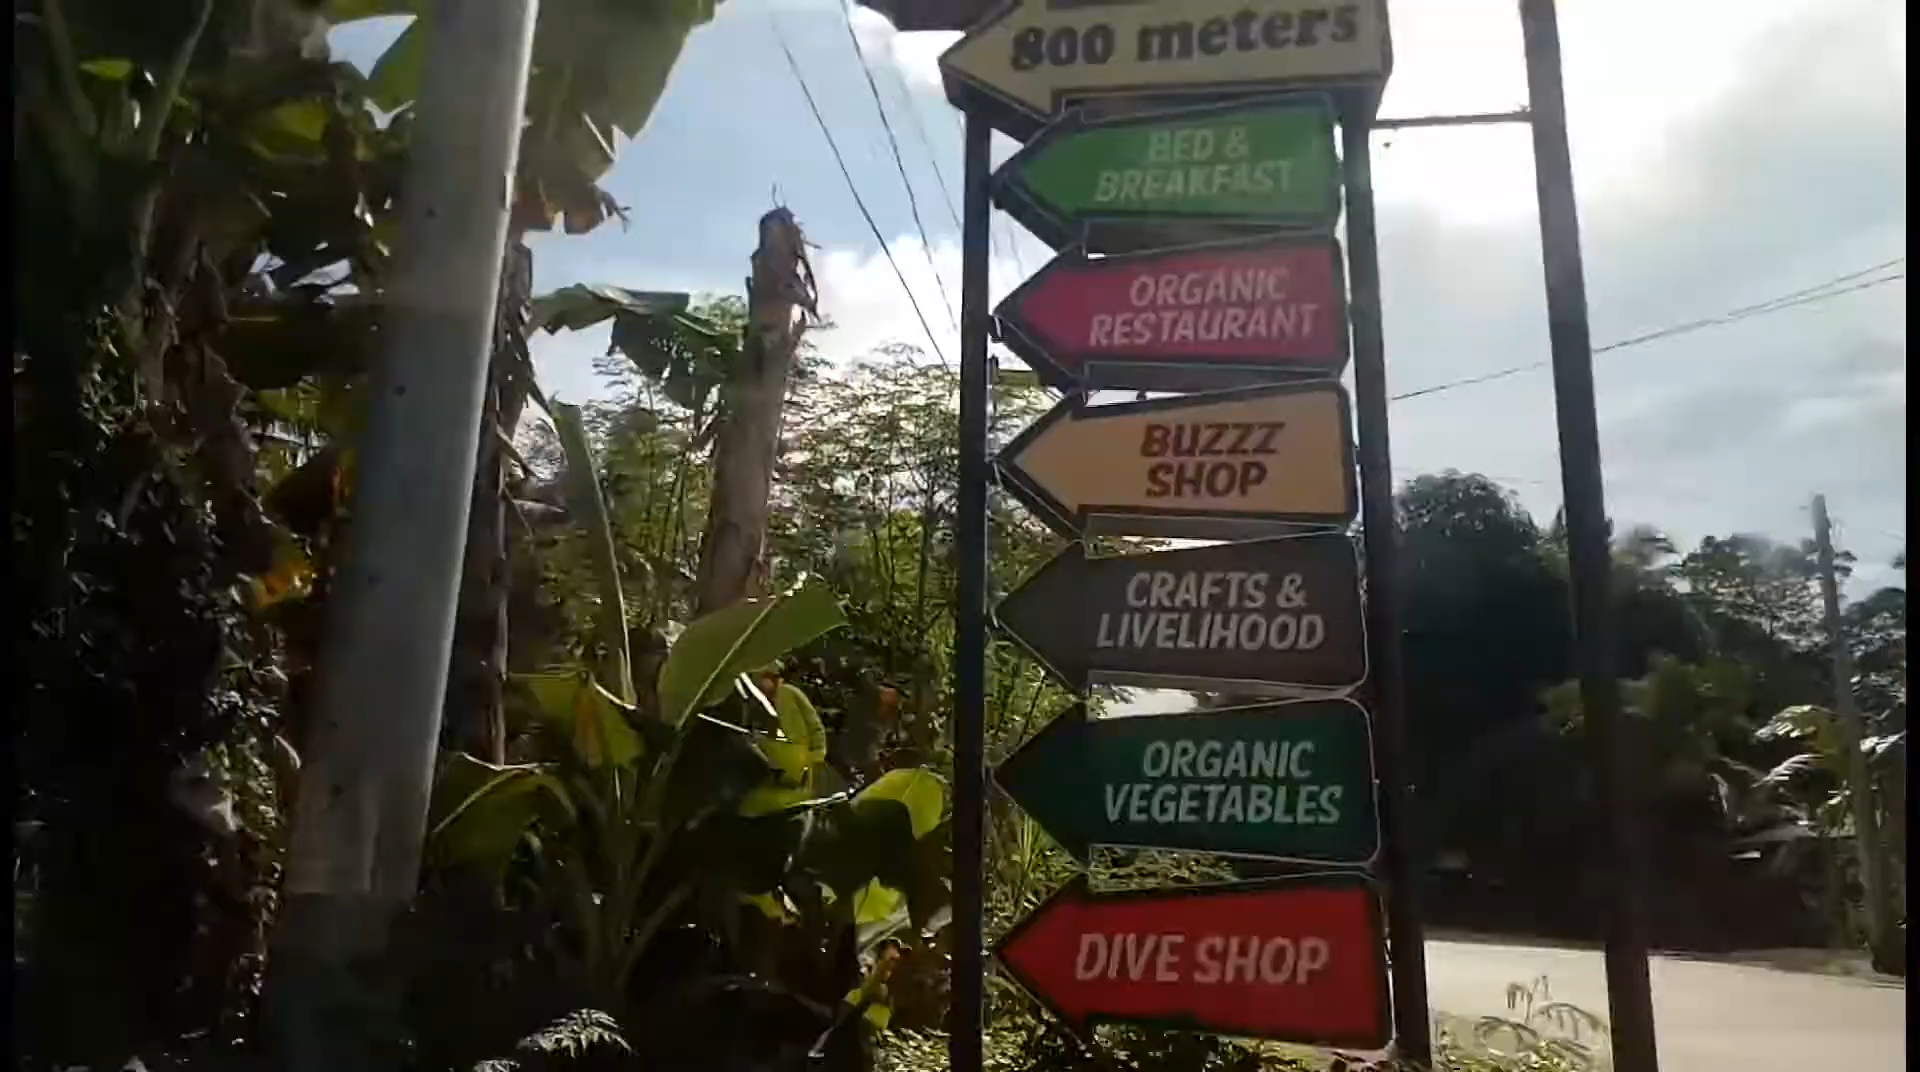 800 meters
BED &
BREAKFAST
ORGANIC
RESTAURANT
BUZZZ
SHOP
CRAFTS &
LIVELIHOOD
ORGANIC
VEGETABLES
DIVE SHOP